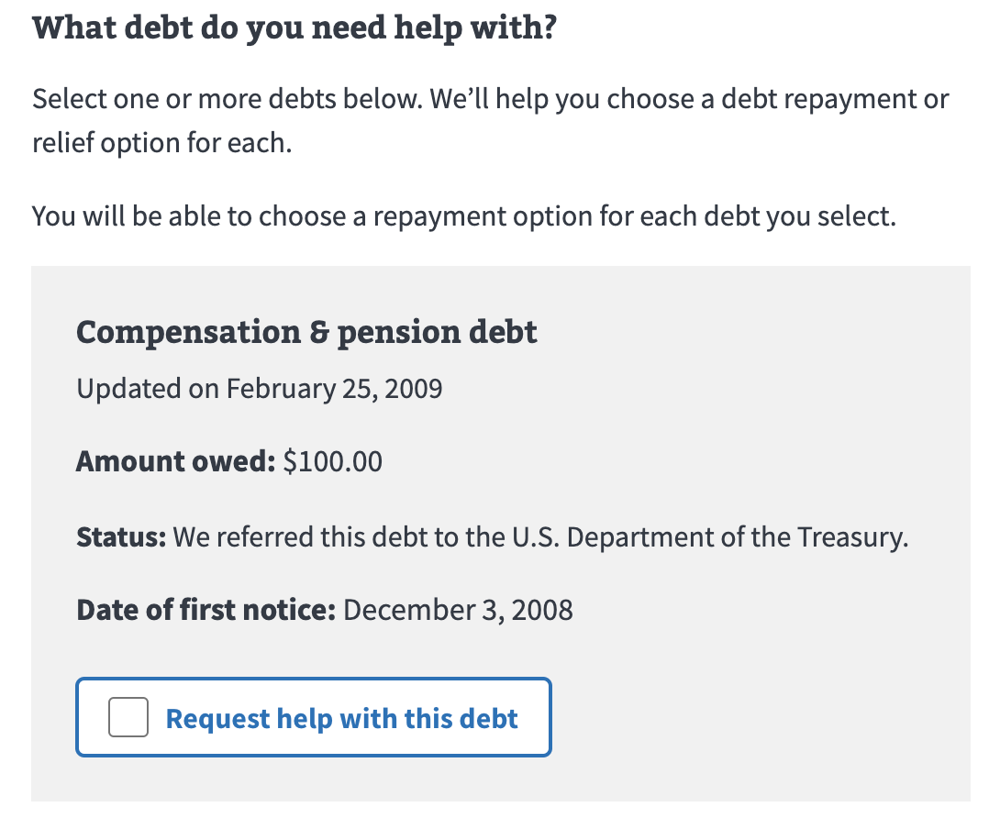 What debt do you need help with?
Select one or more debts below. We’ll help you choose a debt repayment or
relief option for each.
You will be able to choose a repayment option for each debt you select.
Compensation & pension debt
Updated on February 25, 2009
Amount owed: $100.00
Status: We referred this debt to the U.S. Department of the Treasury.
Date of first notice: December 3, 2008
Request help with this debt